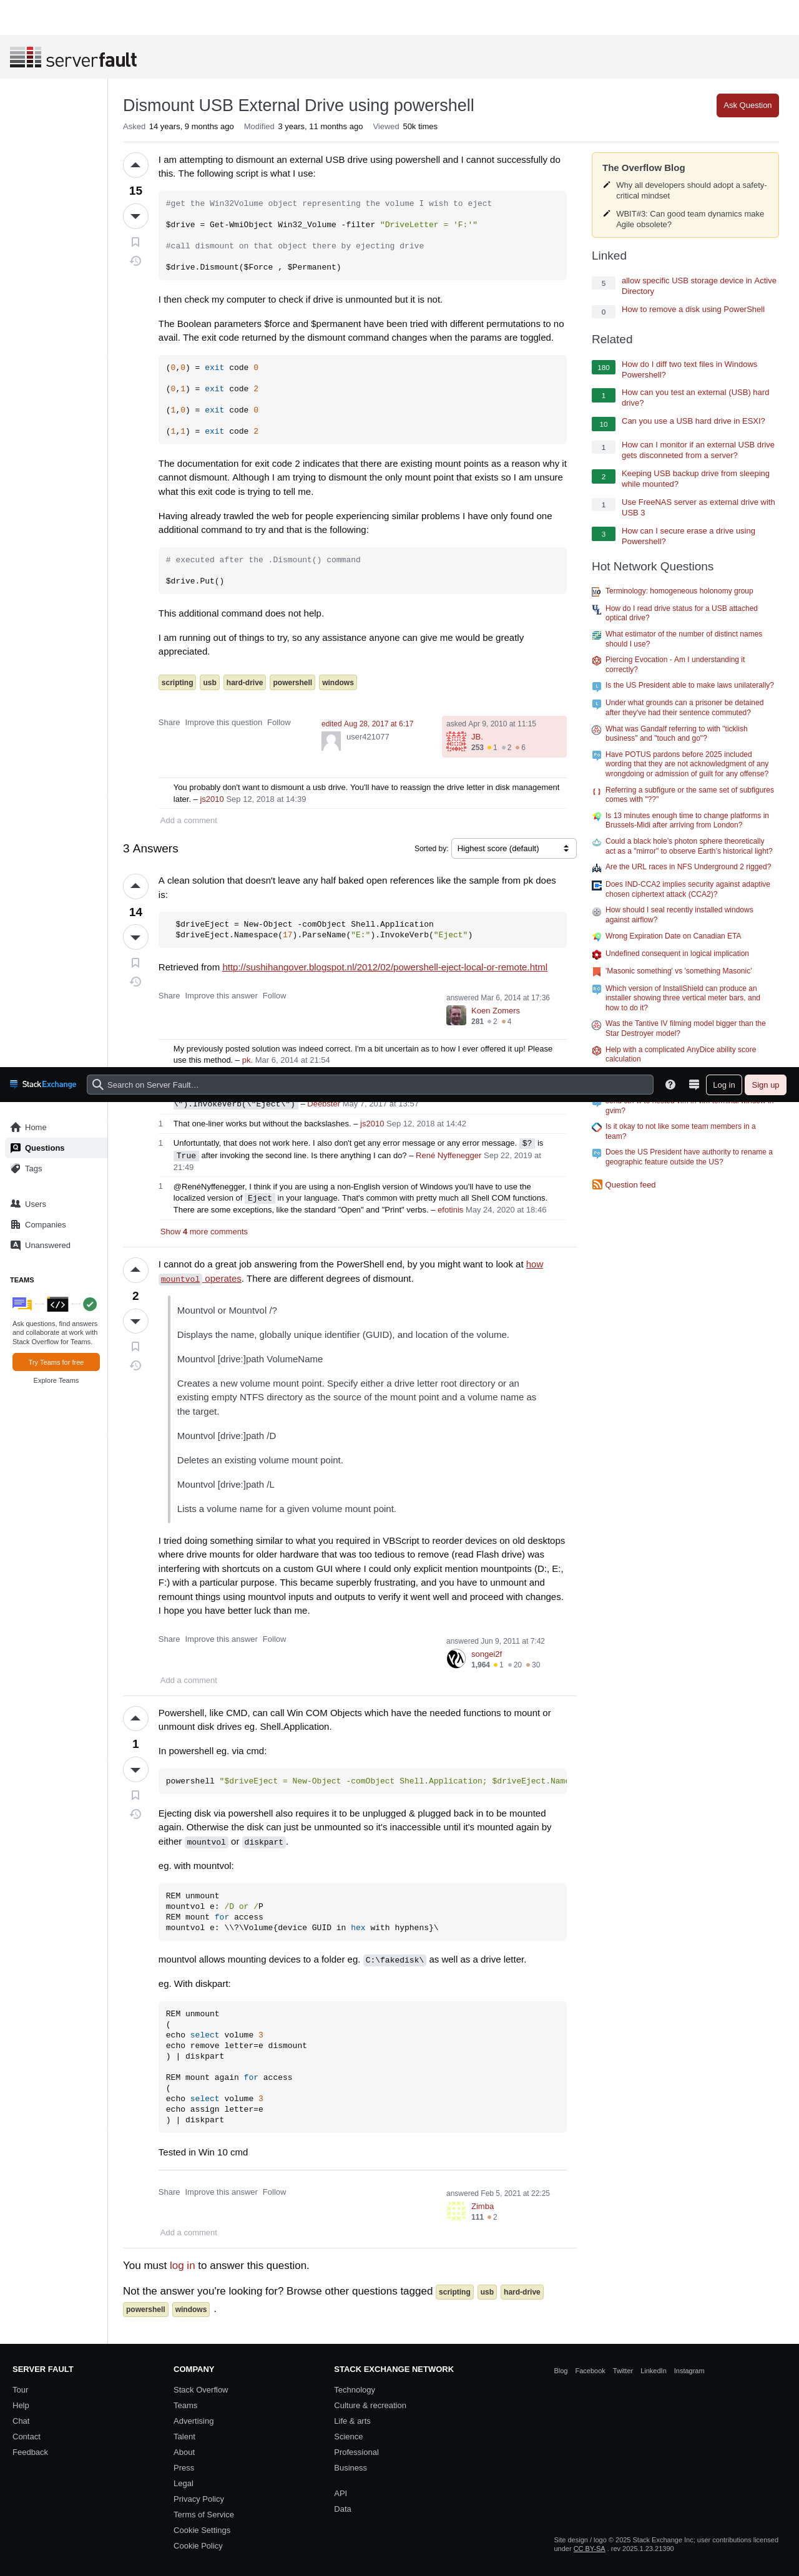 serverfault
Dismount USB External Drive using powershell
Ask Question
Asked 14 years, 9 months ago Modified 3 years, 11 months ago Viewed 50k times
15
I am attempting to dismount an external USB drive using powershell and I cannot successfully do
this. The following script is what I use:
#get the Win32Volume object representing the volume I wish to eject
$drive = Get-WmiObject Win32_Volume -filter "DriveLetter = 'F:'"
#call dismount on that object there by ejecting drive
$drive.Dismount($Force , $Permanent)
I then check my computer to check if drive is unmounted but it is not.
The Boolean parameters $force and $permanent have been tried with different permutations to no
avail. The exit code returned by the dismount command changes when the params are toggled.
(0,0) = exit code 0
(0,1) = exit code 2
(1,0) = exit code 0
(1,1) = exit code 2
The documentation for exit code 2 indicates that there are existing mount points as a reason why it
cannot dismount. Although I am trying to dismount the only mount point that exists so I am unsure
what this exit code is trying to tell me.
Having already trawled the web for people experiencing similar problems I have only found one
additional command to try and that is the following:
# executed after the .Dismount() command
$drive.Put()
This additional command does not help.
I am running out of things to try, so any assistance anyone can give me would be greatly
appreciated.
scripting usb hard-drive powershell windows
Share Improve this question Follow
edited Aug 28, 2017 at 6:17
user421077
asked Apr 9, 2010 at 11:15
JB.
253 1 2 6
You probably don't want to dismount a usb drive. You'll have to reassign the drive letter in disk management
later. – js2010 Sep 12, 2018 at 14:39
Add a comment
3 Answers
Sorted by: Highest score (default)
14
A clean solution that doesn't leave any half baked open references like the sample from pk does
is:
$driveEject = New-Object -comObject Shell.Application
$driveEject.Namespace(17).ParseName("E:").InvokeVerb("Eject")
Retrieved from http://sushihangover.blogspot.nl/2012/02/powershell-eject-local-or-remote.html
Share Improve this answer Follow
answered Mar 6, 2014 at 17:36
Koen Zomers
281 2 4
My previously posted solution was indeed correct. I'm a bit uncertain as to how I ever offered it up! Please
use this method. – pk. Mar 6, 2014 at 21:54
StackExchange
Search on Server Fault…
Log in
Sign up
\").InvokeVerb(\"Eject\") – Deebster May 7, 2017 at 13:57
1 That one-liner works but without the backslashes. – js2010 Sep 12, 2018 at 14:42
1 Unfortuntatly, that does not work here. I also don't get any error message or any error message. $? is
True after invoking the second line. Is there anything I can do? – René Nyffenegger Sep 22, 2019 at
21:49
1 @RenéNyffenegger, I think if you are using a non-English version of Windows you'll have to use the
localized version of Eject in your language. That's common with pretty much all Shell COM functions.
There are some exceptions, like the standard "Open" and "Print" verbs. – efotinis May 24, 2020 at 18:46
Show 4 more comments
2
I cannot do a great job answering from the PowerShell end, by you might want to look at how
mountvol operates. There are different degrees of dismount.
Mountvol or Mountvol /?
Displays the name, globally unique identifier (GUID), and location of the volume.
Mountvol [drive:]path VolumeName
Creates a new volume mount point. Specify either a drive letter root directory or an
existing empty NTFS directory as the source of the mount point and a volume name as
the target.
Mountvol [drive:]path /D
Deletes an existing volume mount point.
Mountvol [drive:]path /L
Lists a volume name for a given volume mount point.
I tried doing something similar to what you required in VBScript to reorder devices on old desktops
where drive mounts for older hardware that was too tedious to remove (read Flash drive) was
interfering with shortcuts on a custom GUI where I could only explicit mention mountpoints (D:, E:,
F:) with a particular purpose. This became superbly frustrating, and you have to unmount and
remount things using mountvol inputs and outputs to verify it went well and proceed with changes.
I hope you have better luck than me.
Share Improve this answer Follow
answered Jun 9, 2011 at 7:42
songei2f
1,964 1 20 30
Add a comment
1
Powershell, like CMD, can call Win COM Objects which have the needed functions to mount or
unmount disk drives eg. Shell.Application.
In powershell eg. via cmd:
powershell "$driveEject = New-Object -comObject Shell.Application; $driveEject.Name
Ejecting disk via powershell also requires it to be unplugged & plugged back in to be mounted
again. Otherwise the disk can just be unmounted so it's inaccessible until it's mounted again by
either mountvol or diskpart.
eg. with mountvol:
REM unmount
mountvol e: /D or /P
REM mount for access
mountvol e: \\?\Volume{device GUID in hex with hyphens}\
mountvol allows mounting devices to a folder eg. C:\fakedisk\ as well as a drive letter.
eg. With diskpart:
REM unmount
(
echo select volume 3
echo remove letter=e dismount
) | diskpart
REM mount again for access
(
echo select volume 3
echo assign letter=e
) | diskpart
Tested in Win 10 cmd
Share Improve this answer Follow
answered Feb 5, 2021 at 22:25
Zimba
111 2
Add a comment
You must log in to answer this question.
Not the answer you're looking for? Browse other questions tagged scripting usb hard-drive
powershell windows .
The Overflow Blog
Why all developers should adopt a safety-
critical mindset
WBIT#3: Can good team dynamics make
Agile obsolete?
Linked
5 allow specific USB storage device in Active
Directory
0 How to remove a disk using PowerShell
Related
180 How do I diff two text files in Windows
Powershell?
1 How can you test an external (USB) hard
drive?
10 Can you use a USB hard drive in ESXI?
1 How can I monitor if an external USB drive
gets disconneted from a server?
2 Keeping USB backup drive from sleeping
while mounted?
1 Use FreeNAS server as external drive with
USB 3
3 How can I secure erase a drive using
Powershell?
Hot Network Questions
Terminology: homogeneous holonomy group
How do I read drive status for a USB attached
optical drive?
What estimator of the number of distinct names
should I use?
Piercing Evocation - Am I understanding it
correctly?
Is the US President able to make laws unilaterally?
Under what grounds can a prisoner be detained
after they've had their sentence commuted?
What was Gandalf referring to with "ticklish
business" and "touch and go"?
Have POTUS pardons before 2025 included
wording that they are not acknowledgment of any
wrongdoing or admission of guilt for any offense?
Referring a subfigure or the same set of subfigures
comes with "??"
Is 13 minutes enough time to change platforms in
Brussels-Midi after arriving from London?
Could a black hole's photon sphere theoretically
act as a "mirror" to observe Earth's historical light?
Are the URL races in NFS Underground 2 rigged?
Does IND-CCA2 implies security against adaptive
chosen ciphertext attack (CCA2)?
How should I seal recently installed windows
against airflow?
Wrong Expiration Date on Canadian ETA
Undefined consequent in logical implication
'Masonic something' vs 'something Masonic'
Which version of InstallShield can produce an
installer showing three vertical meter bars, and
how to do it?
Was the Tantive IV filming model bigger than the
Star Destroyer model?
Help with a complicated AnyDice ability score
calculation
gvim?
Is it okay to not like some team members in a
team?
Does the US President have authority to rename a
geographic feature outside the US?
Question feed
Home
Questions
Tags
Users
Companies
Unanswered
TEAMS
Ask questions, find answers
and collaborate at work with
Stack Overflow for Teams.
Try Teams for free
Explore Teams
SERVER FAULT
Tour
Help
Chat
Contact
Feedback
COMPANY
Stack Overflow
Teams
Advertising
Talent
About
Press
Legal
Privacy Policy
Terms of Service
Cookie Settings
Cookie Policy
STACK EXCHANGE NETWORK
Technology
Culture & recreation
Life & arts
Science
Professional
Business
API
Data
Blog Facebook Twitter LinkedIn Instagram
Site design / logo © 2025 Stack Exchange Inc; user contributions licensed
under CC BY-SA . rev 2025.1.23.21390